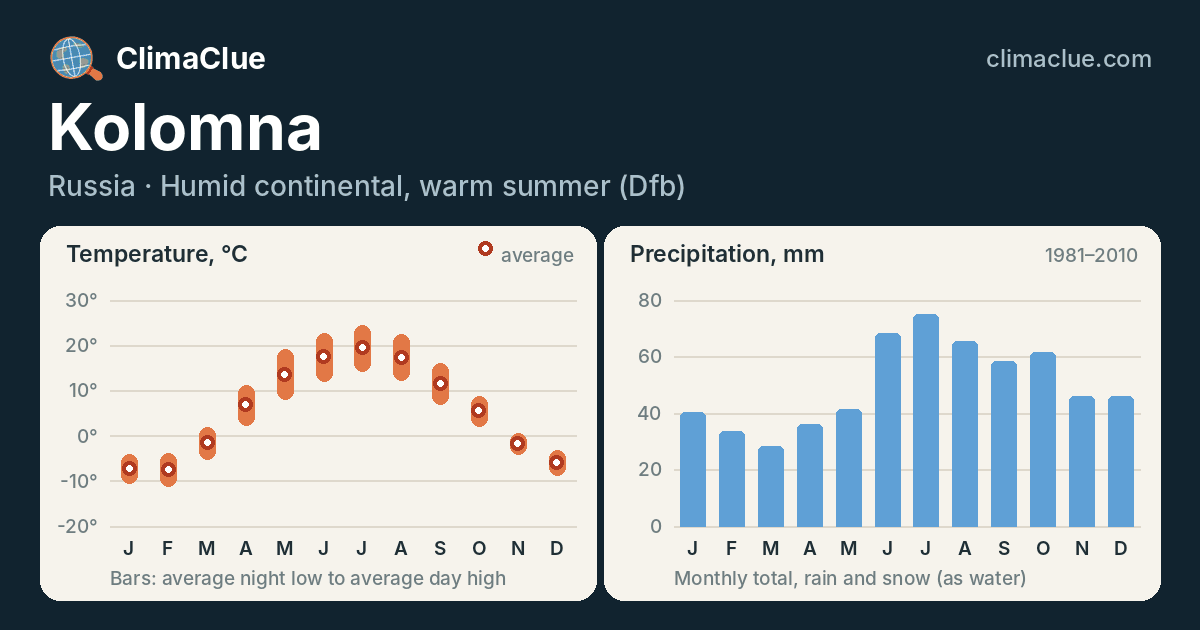 ClimaClue
climaclue.com
Kolomna
Russia · Humid continental, warm summer (Dfb)
Temperature, °C
average
30°
20°
10°
0°
-10°
-20°
J F M A M J J A S O N D
Bars: average night low to average day high
Precipitation, mm
1981–2010
80
60
40
20
0
J F M A M J J A S O N D
Monthly total, rain and snow (as water)